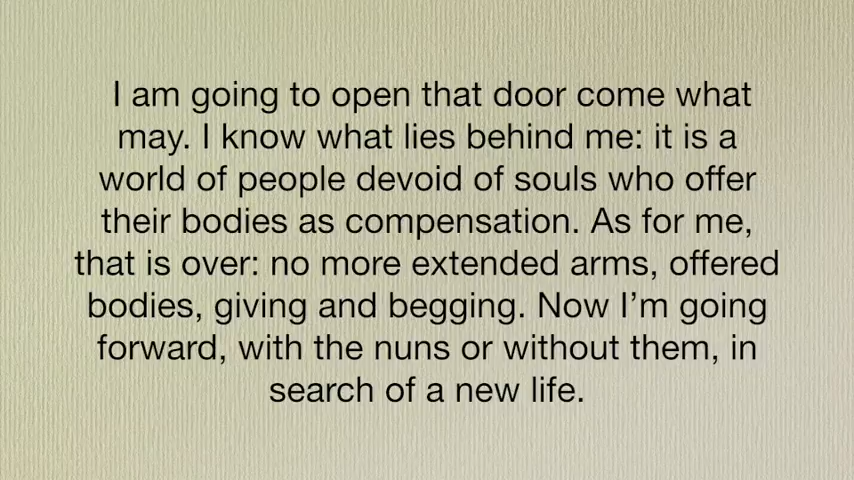 I am going to open that door come what
may. I know what lies behind me: it is a
world of people devoid of souls who offer
their bodies as compensation. As for me,
that is over: no more extended arms, offered
bodies, giving and begging. Now I’m going
forward, with the nuns or without them, in
search of a new life.